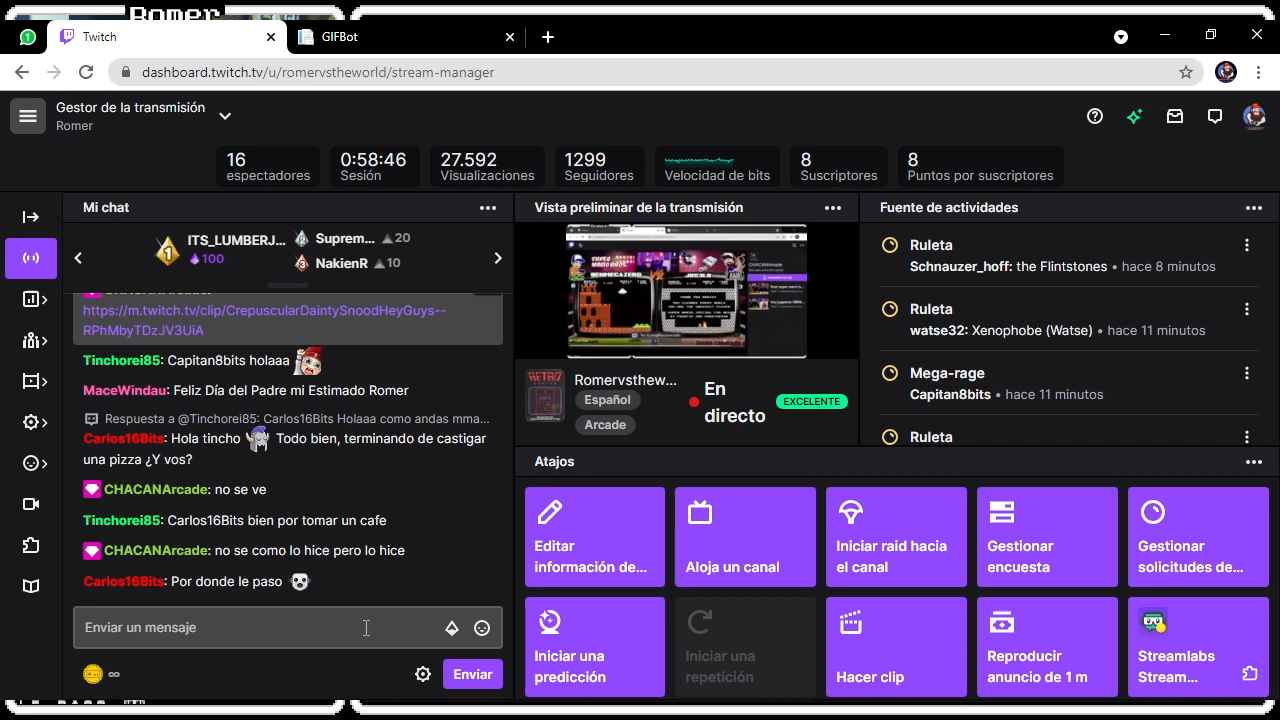 Romer
Twitch
GIFBot
dashboard.twitch.tv/u/romervstheworld/stream-manager
Gestor de la transmisión
Romer
16
espectadores
0:58:46
Sesión
27.592
Visualizaciones
1299
Seguidores
Velocidad de bits
8
Suscriptores
8
Puntos por suscriptores
Mi chat
1 ITS_LUMBERJ...
100
2 Suprem... 20
3 NakienR 10
https://m.twitch.tv/clip/CrepuscularDaintySnoodHeyGuys--
RPhMbyTDzJV3UiA
Tinchorei85: Capitan8bits holaaa
MaceWindau: Feliz Día del Padre mi Estimado Romer
Respuesta a @Tinchorei85: Carlos16Bits Holaaa como andas mma...
Carlos16Bits: Hola tincho Todo bien, terminando de castigar
una pizza ¿Y vos?
CHACANArcade: no se ve
Tinchorei85: Carlos16Bits bien por tomar un cafe
CHACANArcade: no se como lo hice pero lo hice
Carlos16Bits: Por donde le paso
Enviar un mensaje
∞
Enviar
Vista preliminar de la transmisión
Romervsthew...
Español
Arcade
En
directo
EXCELENTE
Fuente de actividades
Ruleta
Schnauzer_hoff: the Flintstones • hace 8 minutos
Ruleta
watse32: Xenophobe (Watse) • hace 11 minutos
Mega-rage
Capitan8bits • hace 11 minutos
Ruleta
Atajos
Editar
información de...
Aloja un canal
Iniciar raid hacia
el canal
Gestionar
encuesta
Gestionar
solicitudes de...
Iniciar una
predicción
Iniciar una
repetición
Hacer clip
Reproducir
anuncio de 1 m
Streamlabs
Stream...